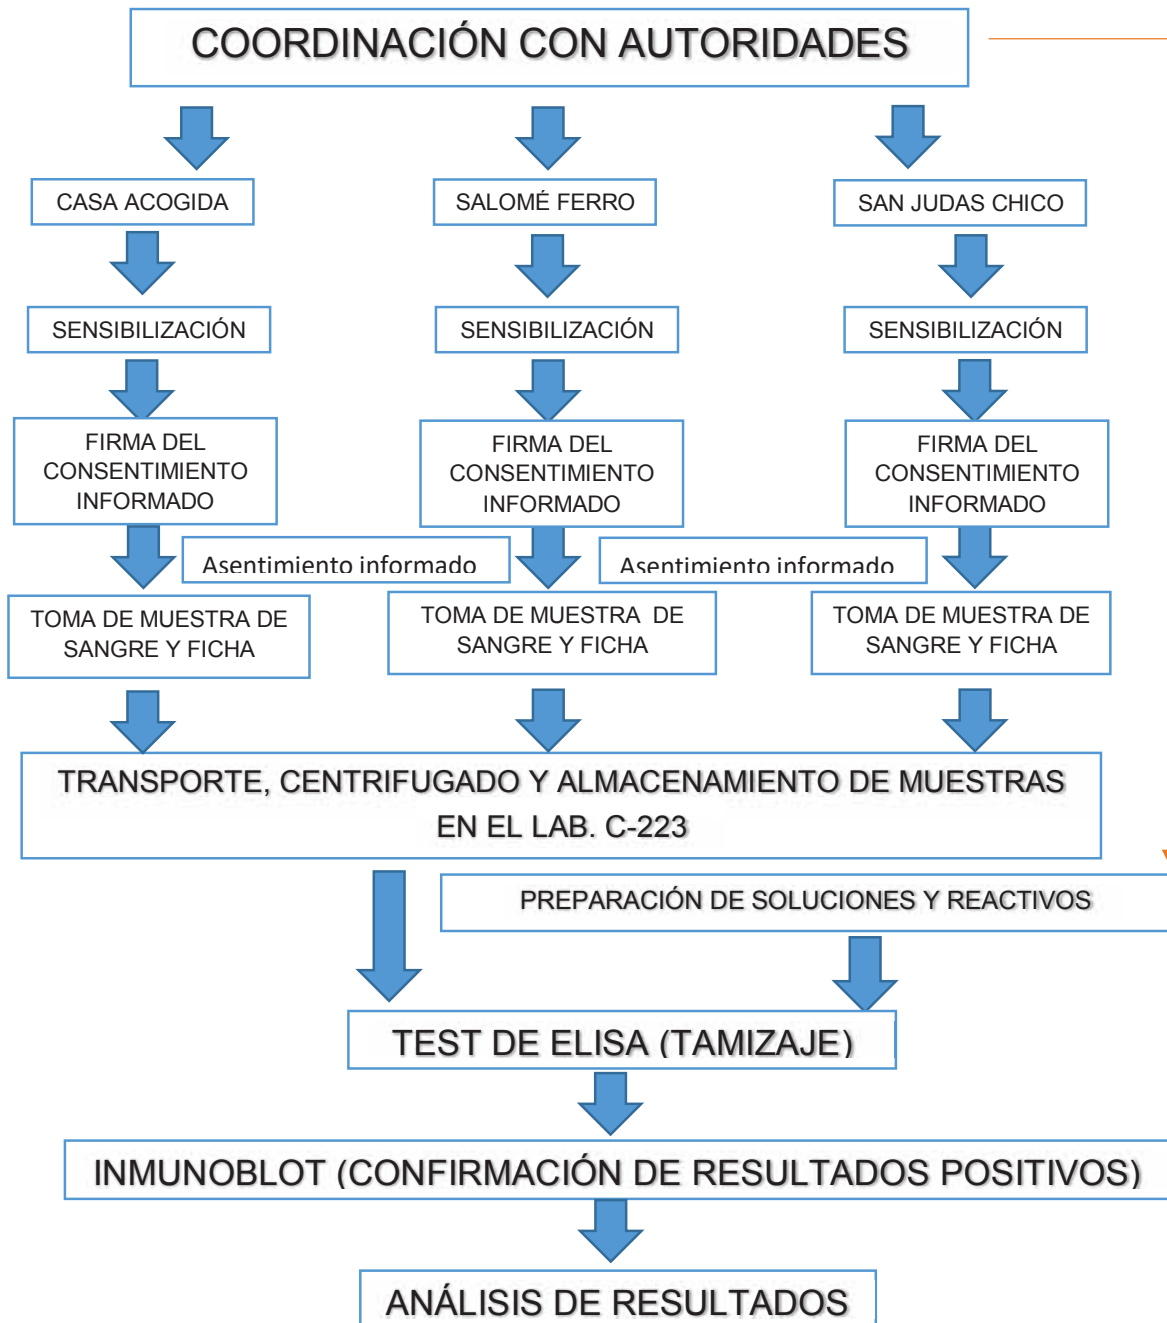 COORDINACIÓN CON AUTORIDADES
CASA ACOGIDA
SALOMÉ FERRO
SAN JUDAS CHICO
SENSIBILIZACIÓN
SENSIBILIZACIÓN
SENSIBILIZACIÓN
FIRMA DEL
CONSENTIMIENTO
INFORMADO
FIRMA DEL
CONSENTIMIENTO
INFORMADO
FIRMA DEL
CONSENTIMIENTO
INFORMADO
Asentimiento informado
Asentimiento informado
TOMA DE MUESTRA DE
SANGRE Y FICHA
TOMA DE MUESTRA DE
SANGRE Y FICHA
TOMA DE MUESTRA DE
SANGRE Y FICHA
TRANSPORTE, CENTRIFUGADO Y ALMACENAMIENTO DE MUESTRAS
EN EL LAB. C-223
PREPARACIÓN DE SOLUCIONES Y REACTIVOS
TEST DE ELISA (TAMIZAJE)
INMUNOBLOT (CONFIRMACIÓN DE RESULTADOS POSITIVOS)
ANÁLISIS DE RESULTADOS